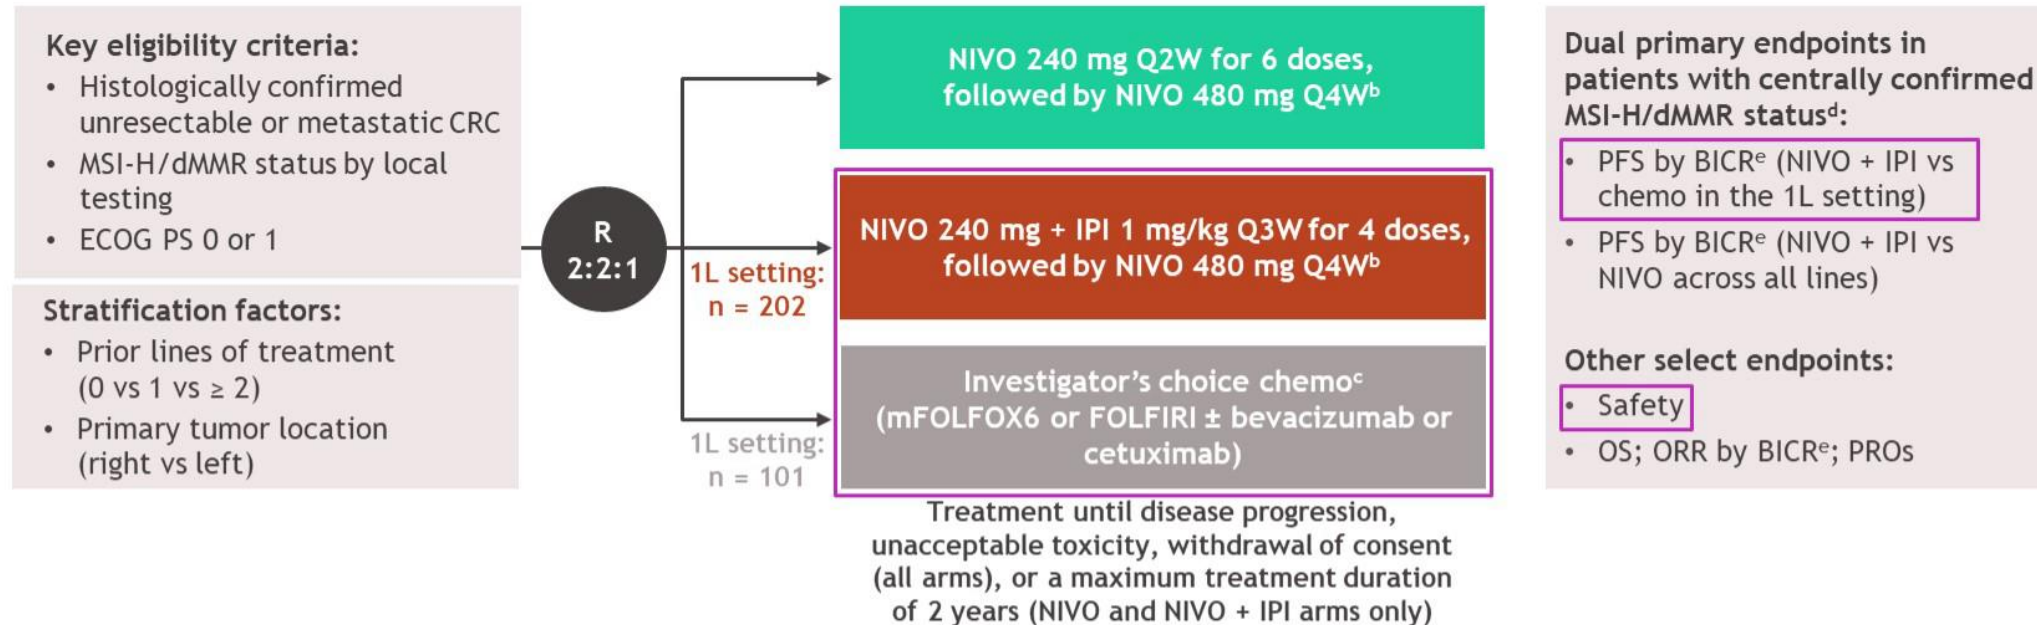 Key eligibility criteria:
• Histologically confirmed
unresectable or metastatic CRC
• MSI-H/dMMR status by local
testing
• ECOG PS 0 or 1
Stratification factors:
• Prior lines of treatment
(0 vs 1 vs ≥ 2)
• Primary tumor location
(right vs left)
R
2:2:1
1L setting:
n = 202
1L setting:
n = 101
NIVO 240 mg Q2W for 6 doses,
followed by NIVO 480 mg Q4Wᵇ
NIVO 240 mg + IPI 1 mg/kg Q3W for 4 doses,
followed by NIVO 480 mg Q4Wᵇ
Investigator's choice chemoᶜ
(mFOLFOX6 or FOLFIRI ± bevacizumab or
cetuximab)
Treatment until disease progression,
unacceptable toxicity, withdrawal of consent
(all arms), or a maximum treatment duration
of 2 years (NIVO and NIVO + IPI arms only)
Dual primary endpoints in
patients with centrally confirmed
MSI-H/dMMR statusᵈ:
• PFS by BICRᵉ (NIVO + IPI vs
chemo in the 1L setting)
• PFS by BICRᵉ (NIVO + IPI vs
NIVO across all lines)
Other select endpoints:
• Safety
• OS; ORR by BICRᵉ; PROs